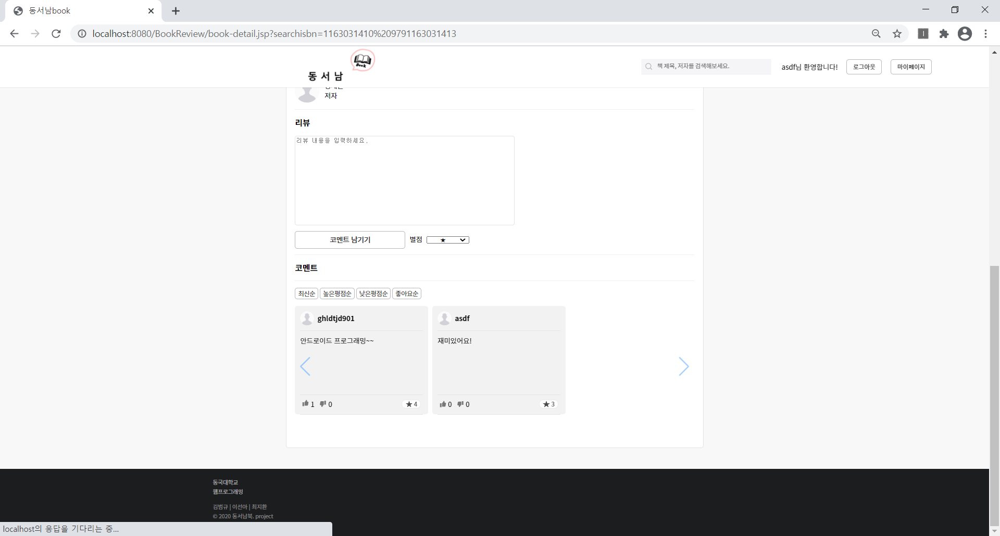 동서남book
localhost:8080/BookReview/book-detail.jsp?searchisbn=1163031410%209791163031413
Book
동서남
책 제목, 저자를 검색해보세요.
asdf님 환영합니다!
로그아웃
마이페이지
저자
리뷰
리뷰 내용을 입력하세요.
코멘트 남기기
별점
★
코멘트
최신순
높은평점순
낮은평점순
좋아요순
ghldtjd901
안드로이드 프로그래밍~~
1 0 ★ 4
asdf
재미있어요!
0 0 ★ 3
동국대학교
웹프로그래밍
김범규 | 이선아 | 최지환
© 2020 동서남북. project
localhost의 응답을 기다리는 중...